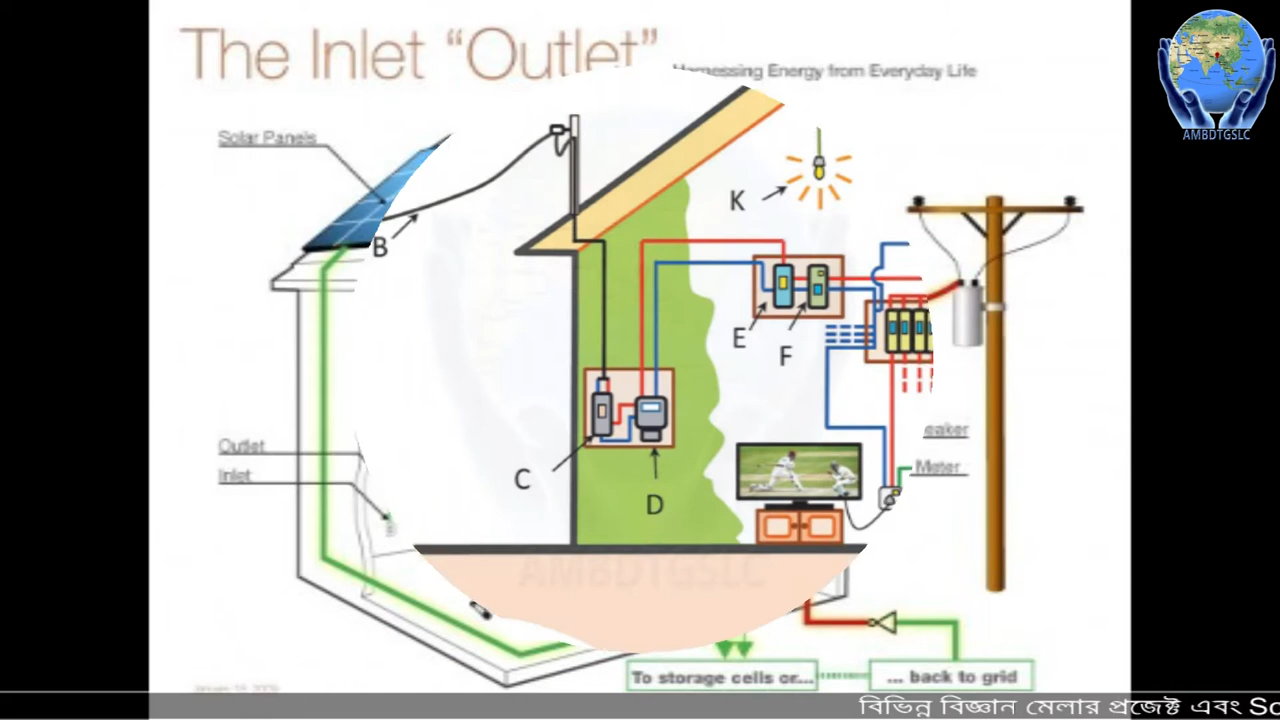 The Inlet “Outlet”
Harnessing Energy from Everyday Life
AMBDTGSLC
Solar Panels
K
B
E
F
Outlet
Inlet
eaker
Meter
C
D
AMBDTGSLC
To storage cells or...
... back to grid
বিভিন্ন বিজ্ঞান মেলার প্রজেক্ট এবং Sc